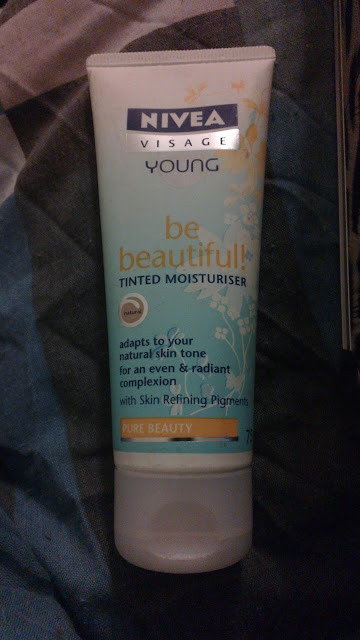 NIVEA
VISAGE
YOUNG
be
beautiful!
TINTED MOISTURISER
natural
adapts to your
natural skin tone
for an even & radiant
complexion
with Skin Refining Pigments
PURE BEAUTY